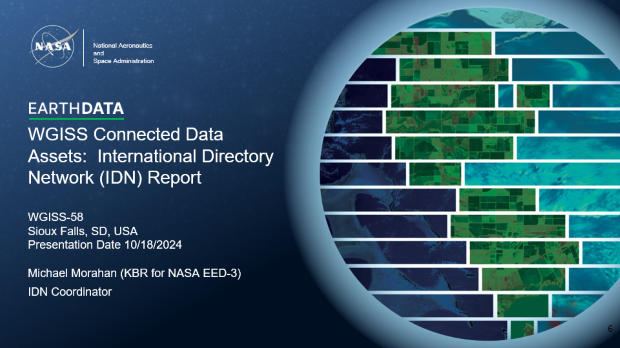 NASA
National Aeronautics
and
Space Administration
EARTHDATA
WGISS Connected Data
Assets: International Directory
Network (IDN) Report
WGISS-58
Sioux Falls, SD, USA
Presentation Date 10/18/2024
Michael Morahan (KBR for NASA EED-3)
IDN Coordinator
6